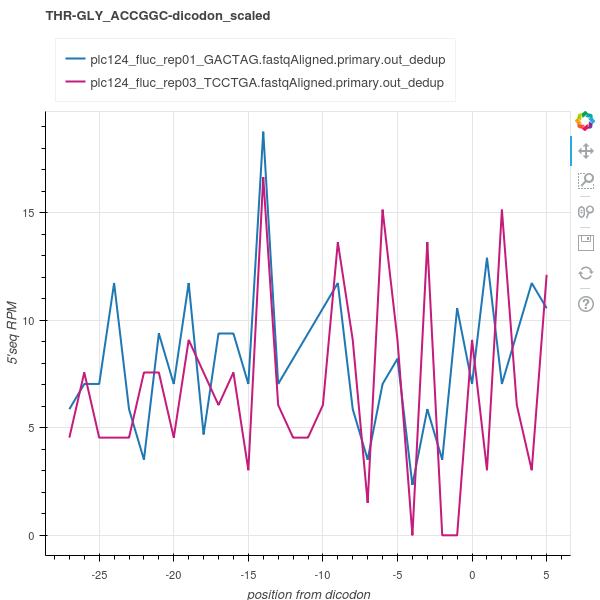 THR-GLY_ACCGGC-dicodon_scaled
plc124_fluc_rep01_GACTAG.fastqAligned.primary.out_dedup
plc124_fluc_rep03_TCCTGA.fastqAligned.primary.out_dedup
15
10
5
0
5'seq RPM
-25 -20 -15 -10 -5 0 5
position from dicodon